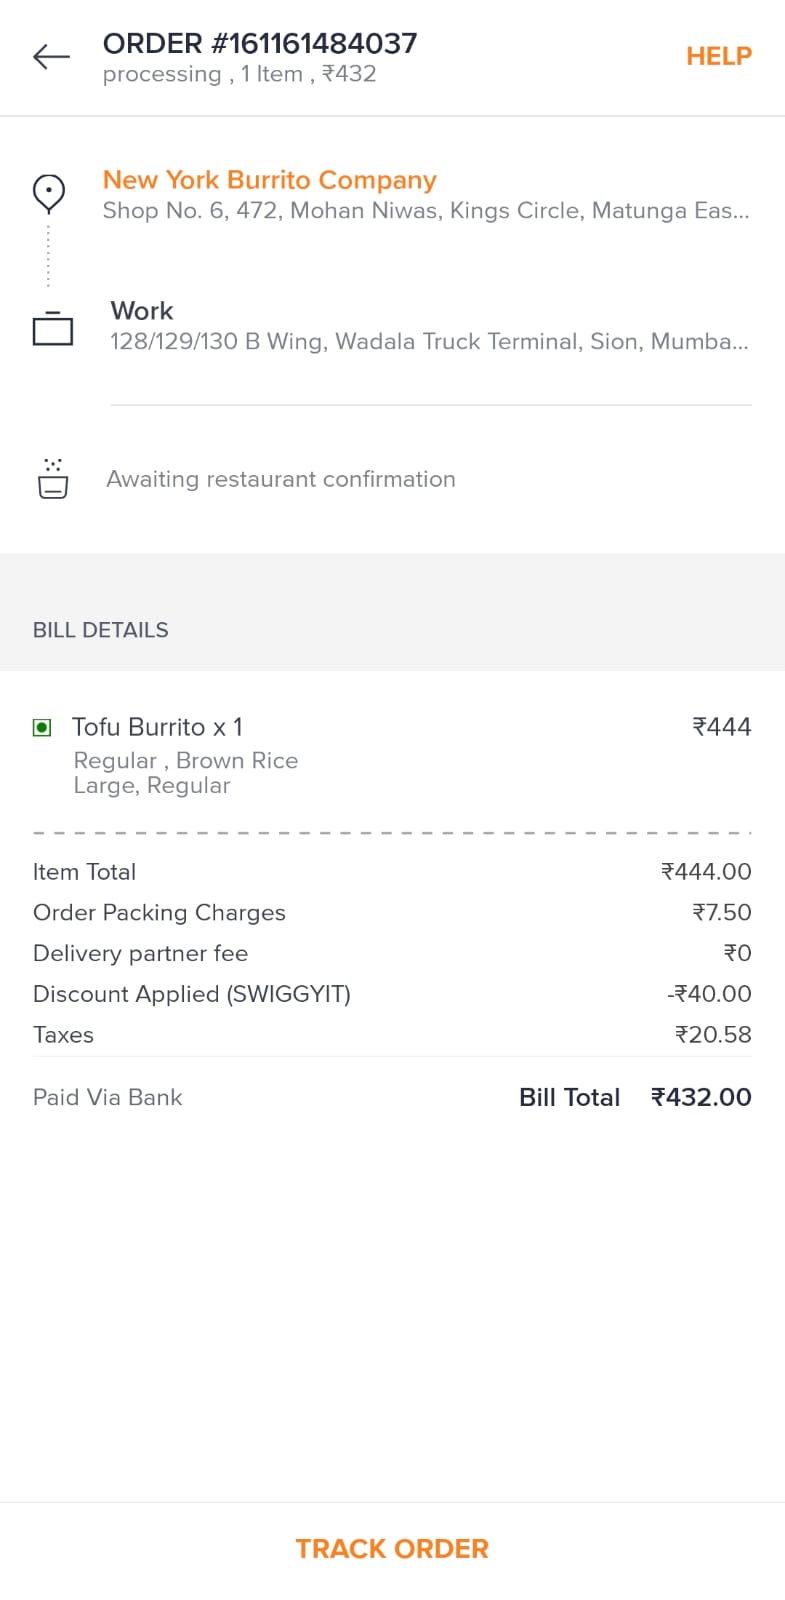 ORDER #161161484037
processing , 1 Item , ₹432
HELP
New York Burrito Company
Shop No. 6, 472, Mohan Niwas, Kings Circle, Matunga Eas...
Work
128/129/130 B Wing, Wadala Truck Terminal, Sion, Mumba...
Awaiting restaurant confirmation
BILL DETAILS
Tofu Burrito x 1 ₹444
Regular , Brown Rice
Large, Regular
Item Total ₹444.00
Order Packing Charges ₹7.50
Delivery partner fee ₹0
Discount Applied (SWIGGYIT) -₹40.00
Taxes ₹20.58
Paid Via Bank Bill Total ₹432.00
TRACK ORDER